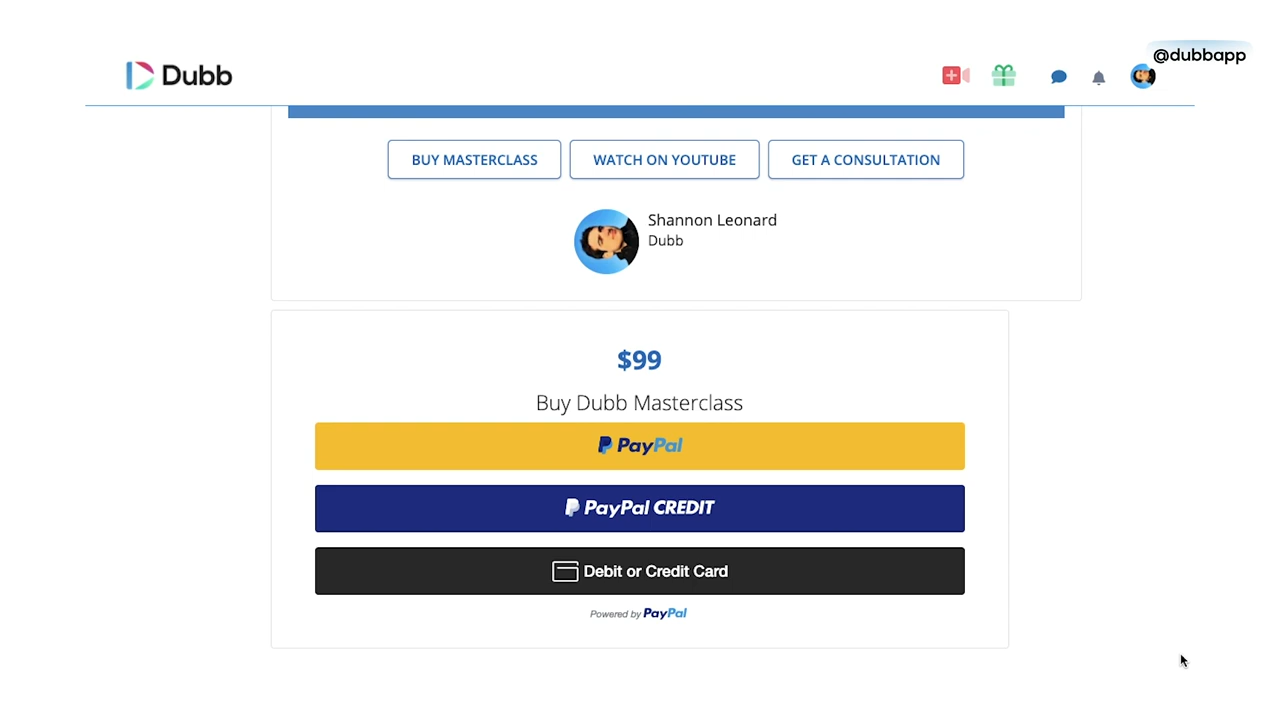 @dubbapp
Dubb
BUY MASTERCLASS WATCH ON YOUTUBE GET A CONSULTATION
Shannon Leonard
Dubb
$99
Buy Dubb Masterclass
PayPal
PayPal CREDIT
Debit or Credit Card
Powered by PayPal